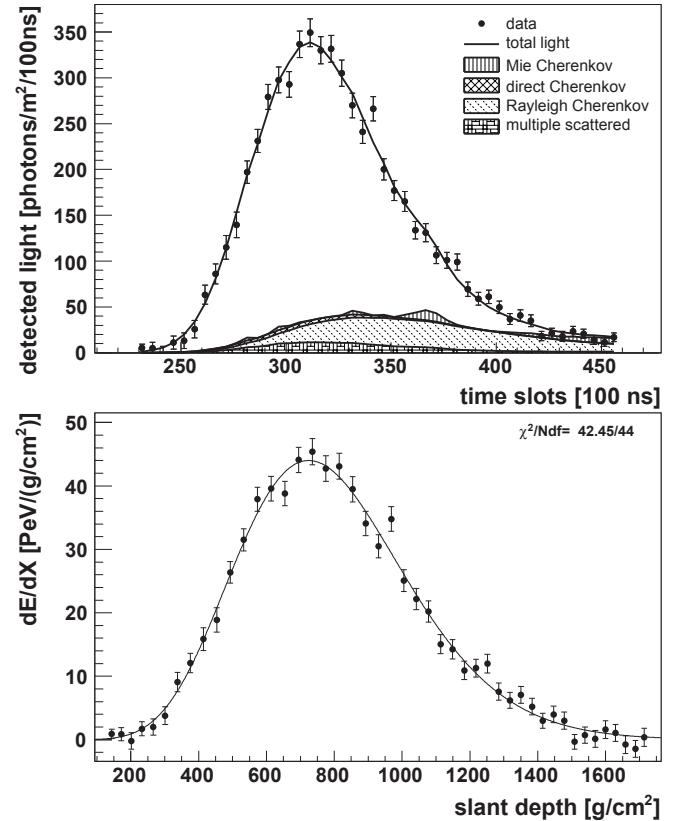 detected light [photons/m²/100ns]
350
300
250
200
150
100
50
0
data
total light
Mie Cherenkov
direct Cherenkov
Rayleigh Cherenkov
multiple scattered
250 300 350 400 450
time slots [100 ns]
dE/dX [PeV/(g/cm²)]
50
40
30
20
10
0
χ²/Ndf= 42.45/44
200 400 600 800 1000 1200 1400 1600
slant depth [g/cm²]